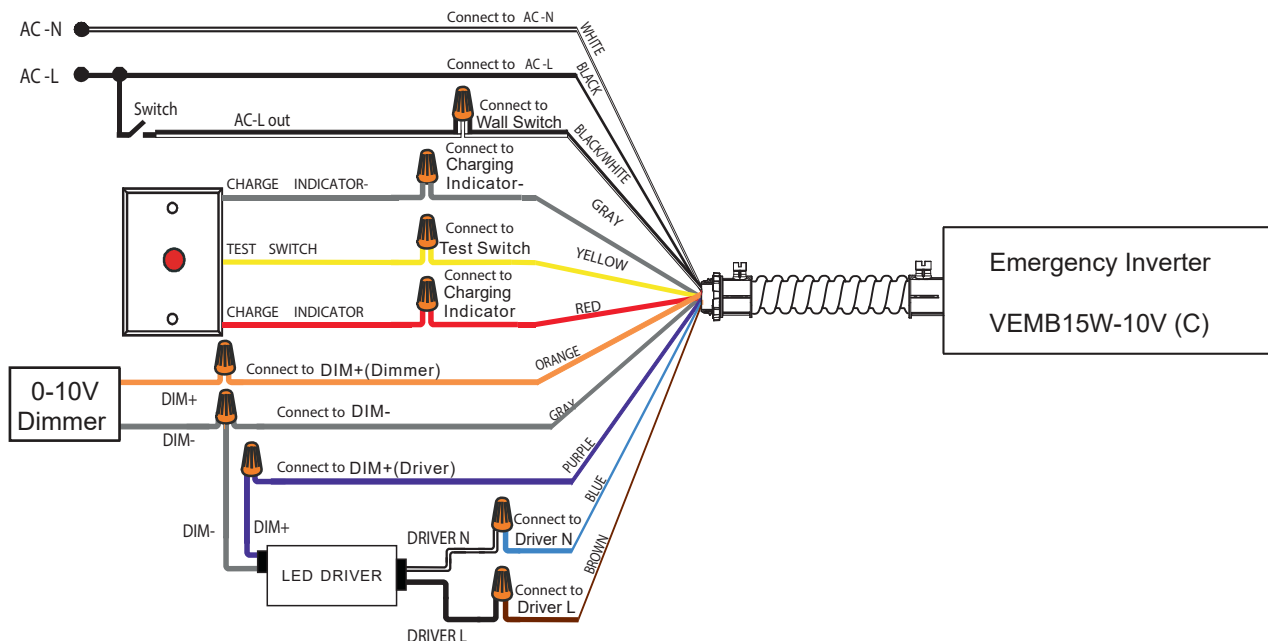 AC-N
Connect to AC-N
WHITE
AC-L
Connect to AC-L
BLACK
Switch
AC-L out
Connect to
Wall Switch
BLACK/WHITE
CHARGE INDICATOR-
Connect to
Charging
Indicator-
GRAY
TEST SWITCH
Connect to
Test Switch
YELLOW
CHARGE INDICATOR
Connect to
Charging
Indicator
RED
Emergency Inverter
VEMB15W-10V (C)
0-10V
Dimmer
DIM+
Connect to DIM+(Dimmer)
ORANGE
DIM-
Connect to DIM-
GRAY
Connect to DIM+(Driver)
PURPLE
DIM-
DIM+
LED DRIVER
DRIVER N
Connect to
Driver N
BLUE
DRIVER L
Connect to
Driver L
BROWN